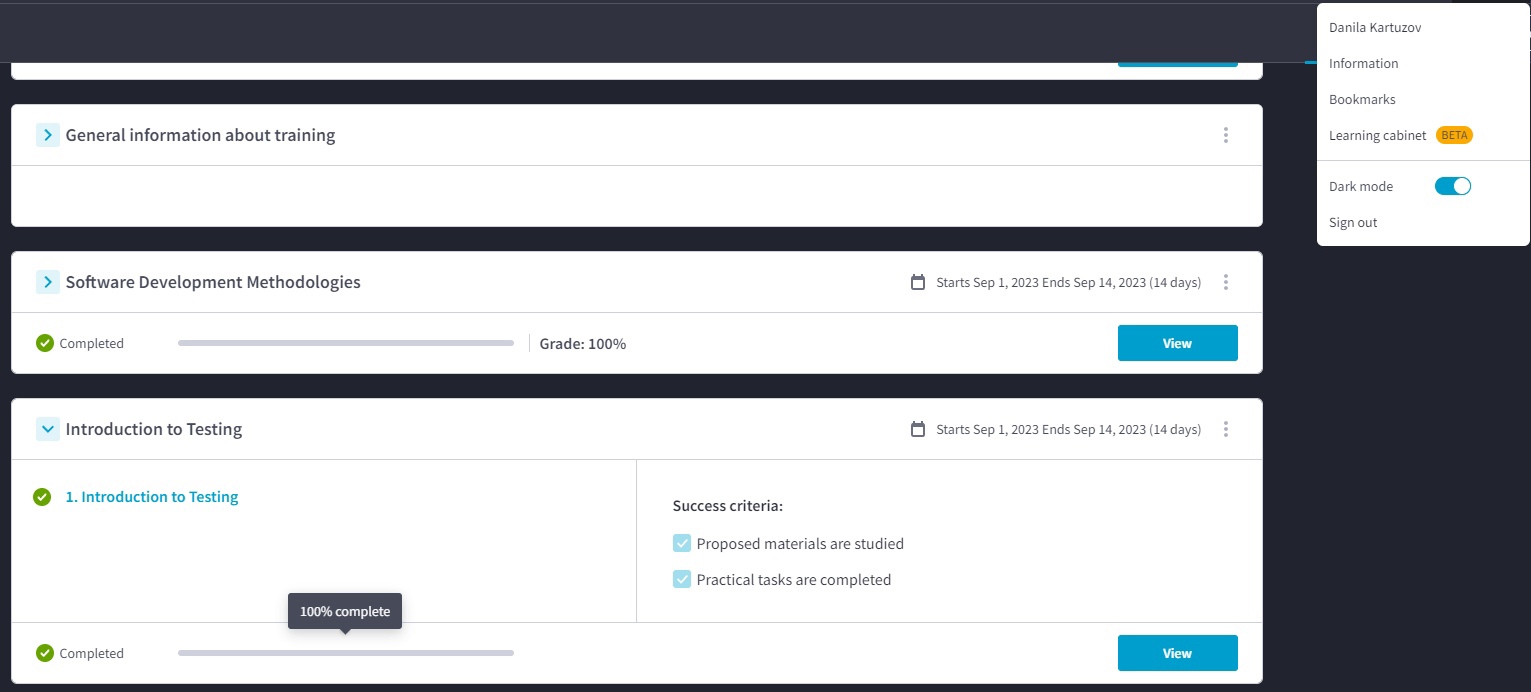 Danila Kartuzov
Information
Bookmarks
Learning cabinet BETA
Dark mode
Sign out
General information about training
Software Development Methodologies
Starts Sep 1, 2023 Ends Sep 14, 2023 (14 days)
Completed
Grade: 100%
View
Introduction to Testing
Starts Sep 1, 2023 Ends Sep 14, 2023 (14 days)
1. Introduction to Testing
Success criteria:
Proposed materials are studied
Practical tasks are completed
100% complete
Completed
View